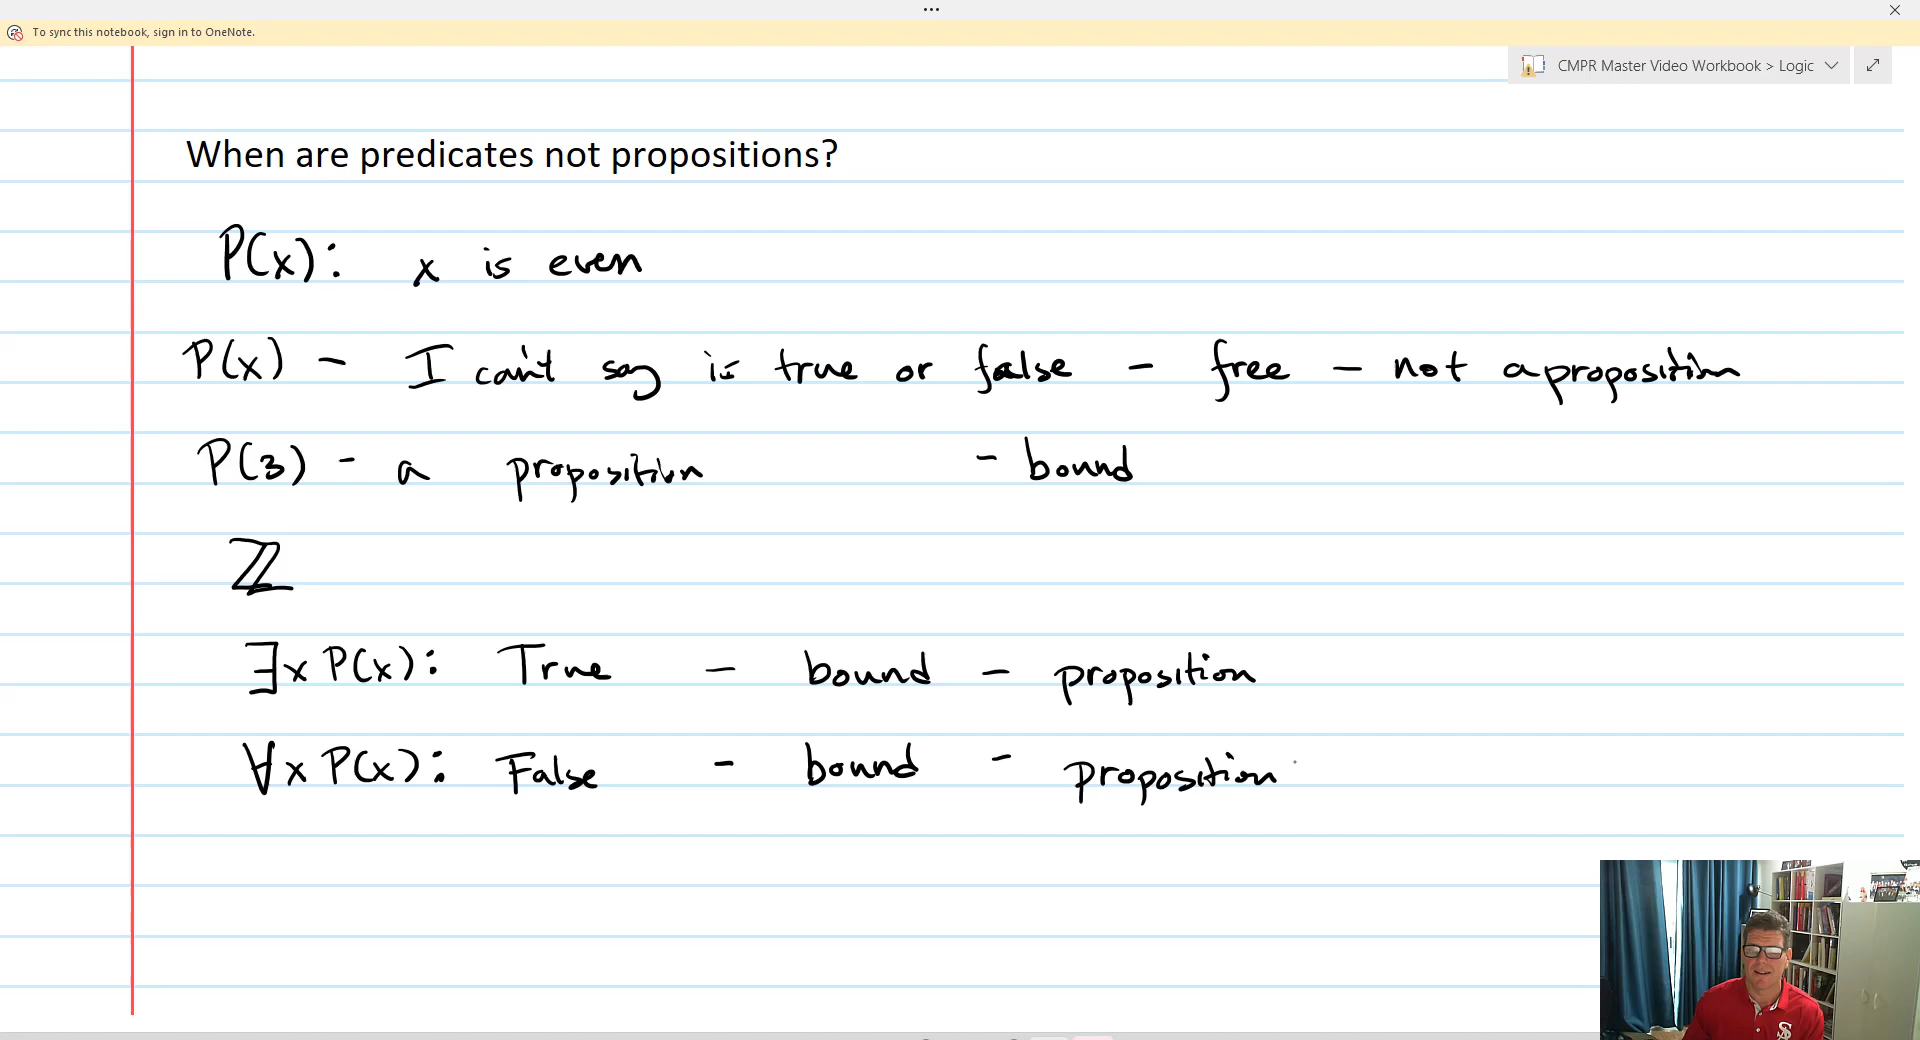 To sync this notebook, sign in to OneNote.
CMPR Master Video Workbook > Logic
When are predicates not propositions?
P(x): x is even
P(x) – I can't say is true or false – free – not a proposition
P(3) – a proposition – bound
ℤ
∃x P(x): True – bound – proposition
∀x P(x): False – bound – proposition
S